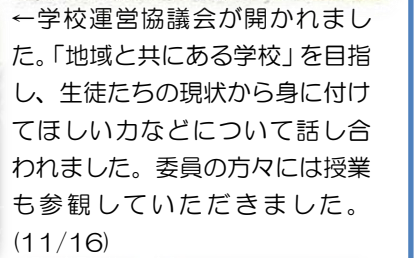 ←学校運営協議会が開かれまし
た。「地域と共にある学校」を目指
し、生徒たちの現状から身に付け
てほしい力などについて話し合
われました。委員の方々には授業
も参観していただきました。
(11/16)